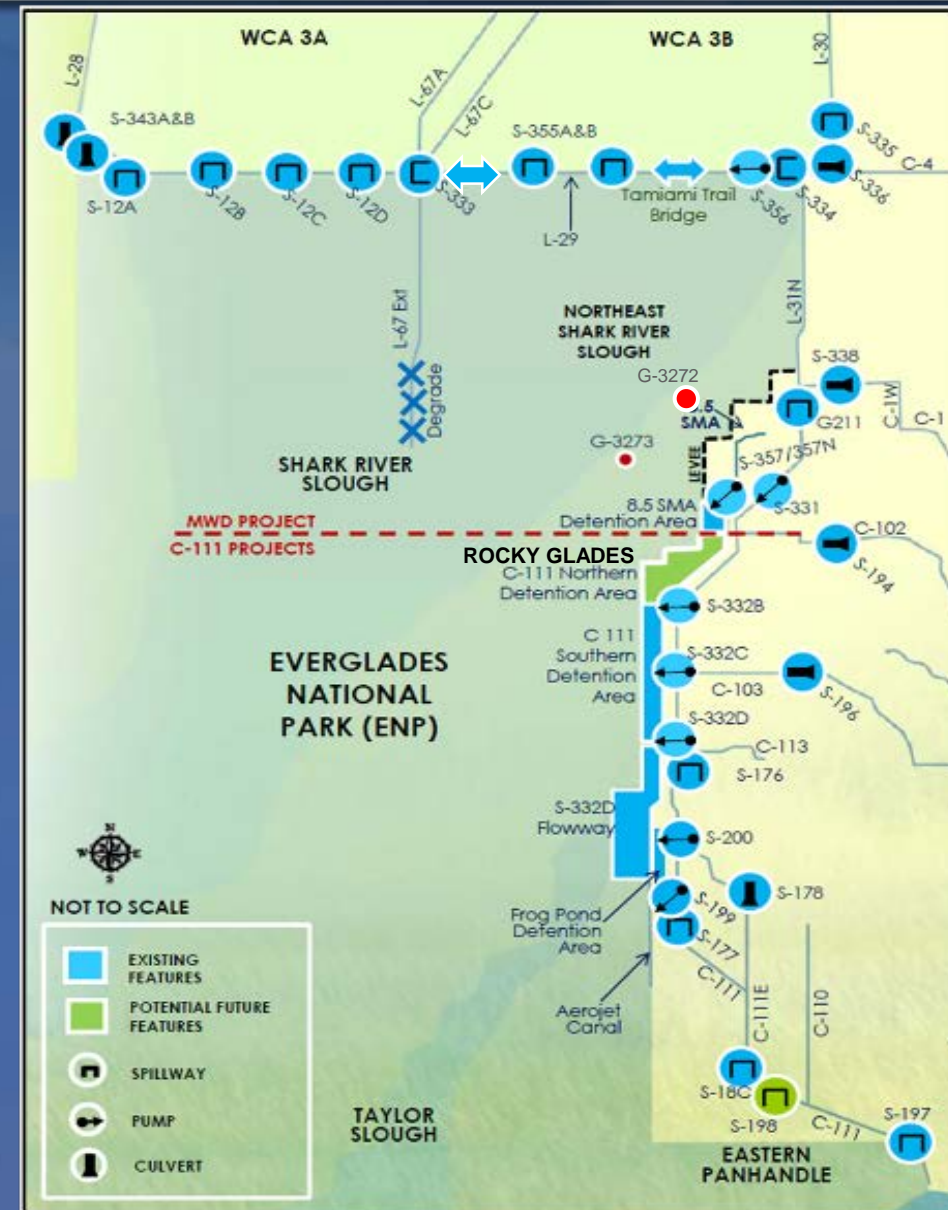 WCA 3A
WCA 3B
L-28
L-67A
L-67C
L-30
S-343A&B
S-355A&B
S-335
C-4
S-12A
S-12B
S-12C
S-12D
S-333
Tamiami Trail
Bridge
S-356
S-334
S-336
L-29
L-67 Ext
L-31N
NORTHEAST
SHARK RIVER
SLOUGH
S-338
G-3272
C-1W
C-1
Degrade
.5
SMA
G211
G-3273
LEVEE
S-357/357N
SHARK RIVER
SLOUGH
S-331
8.5 SMA
Detention Area
MWD PROJECT
C-111 PROJECTS
C-102
S-194
ROCKY GLADES
C-111 Northern
Detention Area
S-332B
C 111
Southern
Detention
Area
S-332C
C-103
S-196
EVERGLADES
NATIONAL
PARK (ENP)
S-332D
C-113
S-176
S-332D
Flowway
S-200
N
W
E
S
S-178
NOT TO SCALE
Frog Pond
Detention
Area
S-199
S-177
EXISTING
FEATURES
C-111
C-111E
C-110
Aerojet
Canal
POTENTIAL FUTURE
FEATURES
SPILLWAY
S-18C
S-198
C-111
S-197
PUMP
TAYLOR
SLOUGH
EASTERN
PANHANDLE
CULVERT